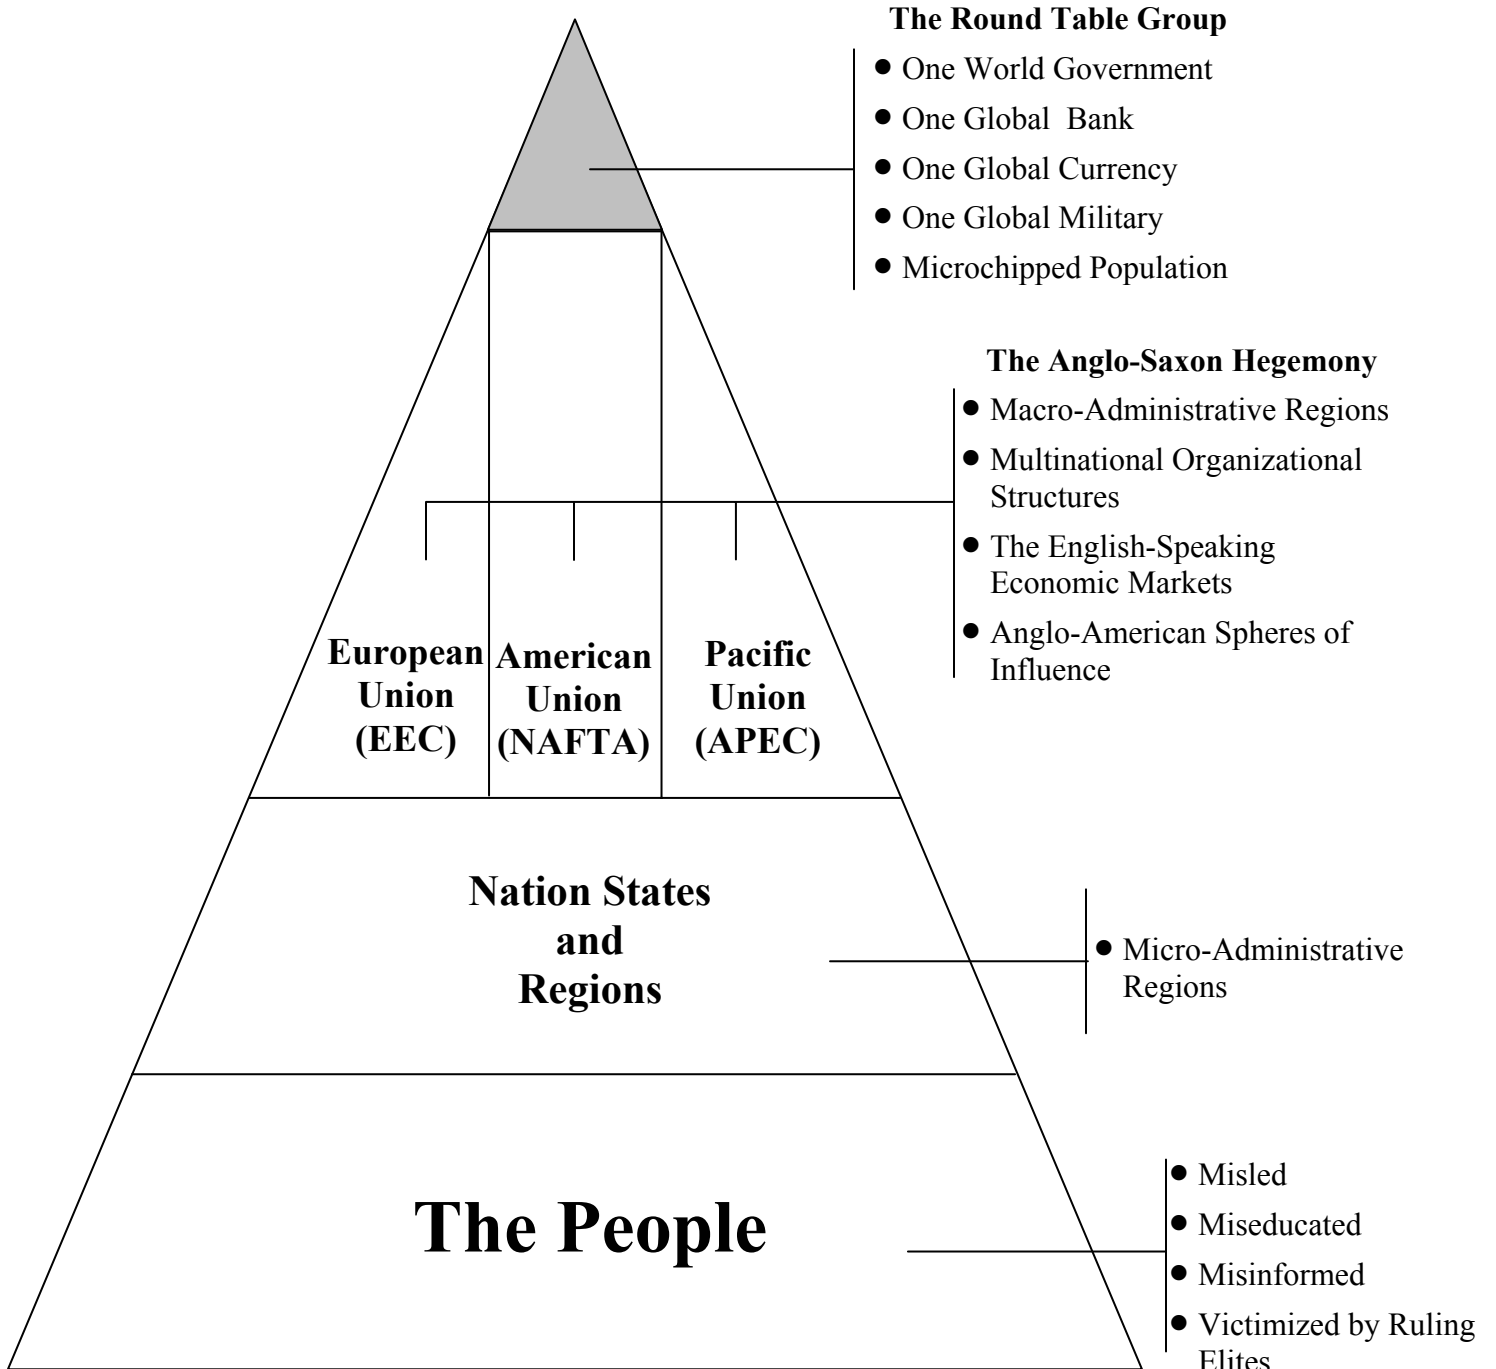 The Round Table Group
● One World Government
● One Global Bank
● One Global Currency
● One Global Military
● Microchipped Population
The Anglo-Saxon Hegemony
● Macro-Administrative Regions
● Multinational Organizational
Structures
● The English-Speaking
Economic Markets
● Anglo-American Spheres of
Influence
European
Union
(EEC)
American
Union
(NAFTA)
Pacific
Union
(APEC)
Nation States
and
Regions
● Micro-Administrative
Regions
The People
● Misled
● Miseducated
● Misinformed
● Victimized by Ruling
Elites